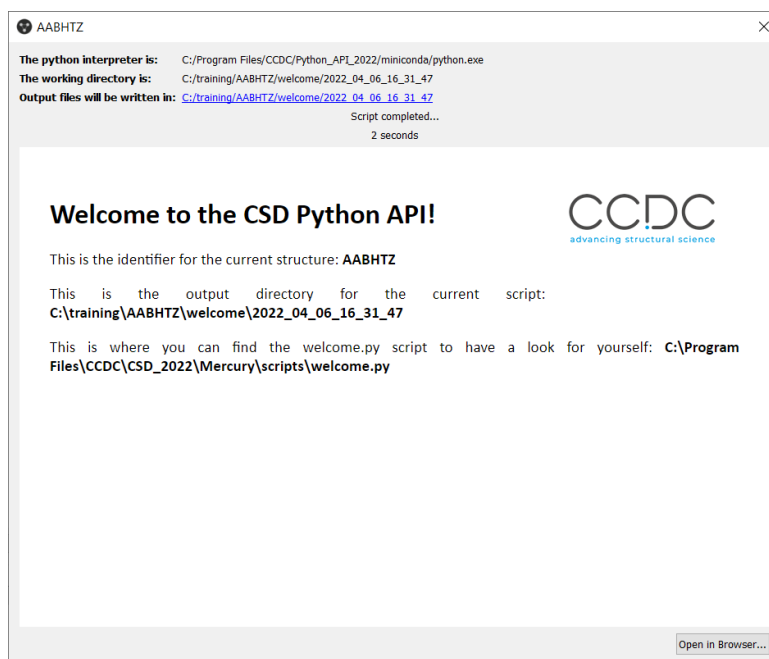 AABHTZ
The python interpreter is: C:/Program Files/CCDC/Python_API_2022/miniconda/python.exe
The working directory is: C:/training/AABHTZ/welcome/2022_04_06_16_31_47
Output files will be written in: C:/training/AABHTZ/welcome/2022_04_06_16_31_47
Script completed...
2 seconds
Welcome to the CSD Python API!
CCDC
advancing structural science
This is the identifier for the current structure: AABHTZ
This is the output directory for the current script:
C:\training\AABHTZ\welcome\2022_04_06_16_31_47
This is where you can find the welcome.py script to have a look for yourself: C:\Program
Files\CCDC\CSD_2022\Mercury\scripts\welcome.py
Open in Browser...